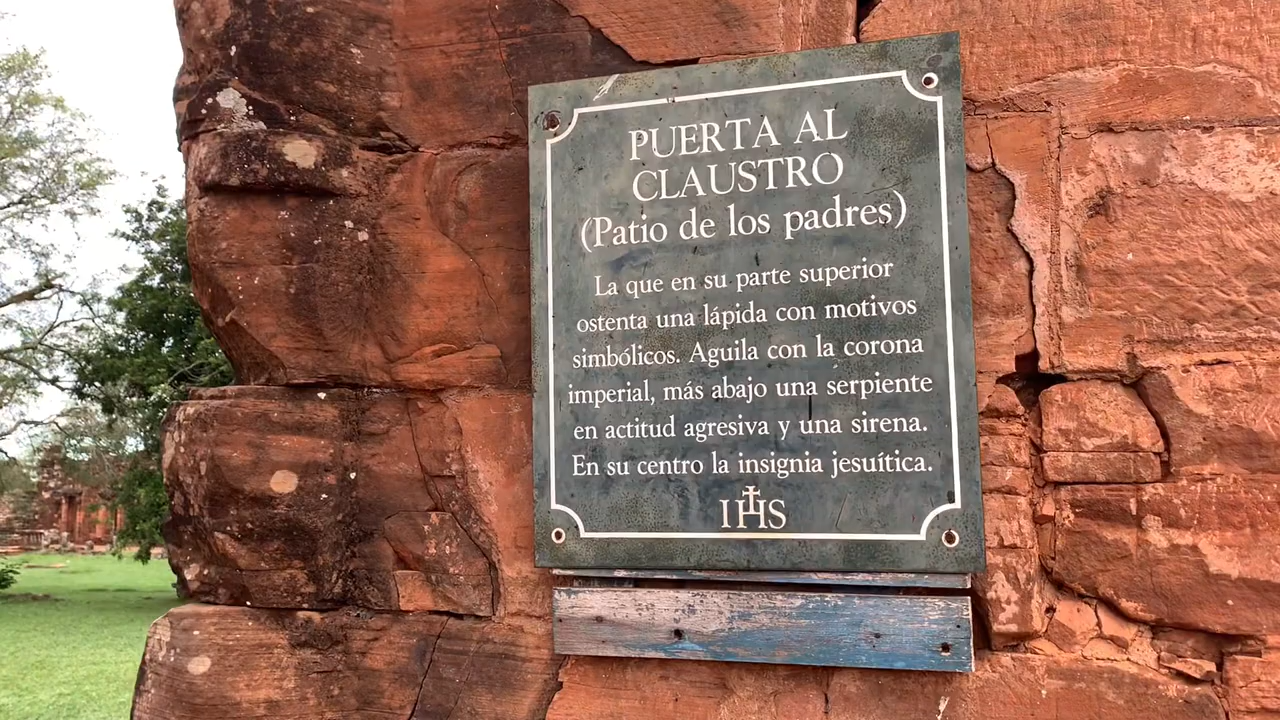 PUERTA AL
CLAUSTRO
(Patio de los padres)
La que en su parte superior
ostenta una lápida con motivos
simbólicos. Aguila con la corona
imperial, más abajo una serpiente
en actitud agresiva y una sirena.
En su centro la insignia jesuítica.
IHS